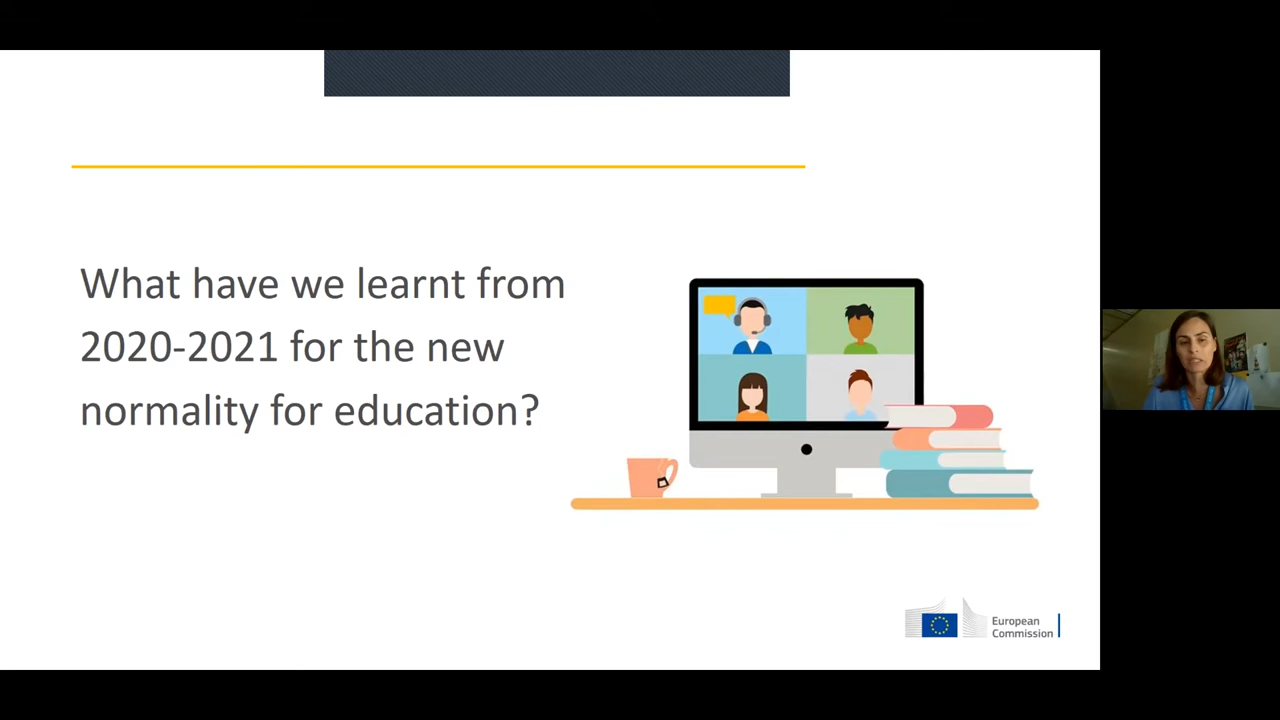 What have we learnt from
2020-2021 for the new
normality for education?
European
Commission